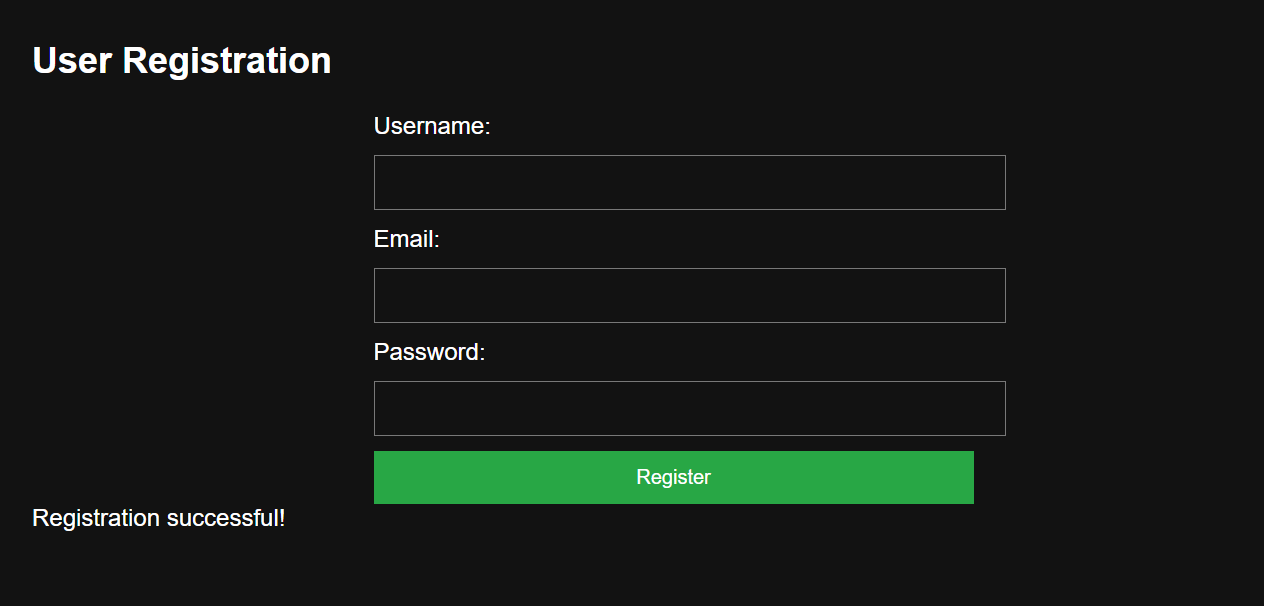 User Registration
Username:
Email:
Password:
Register
Registration successful!